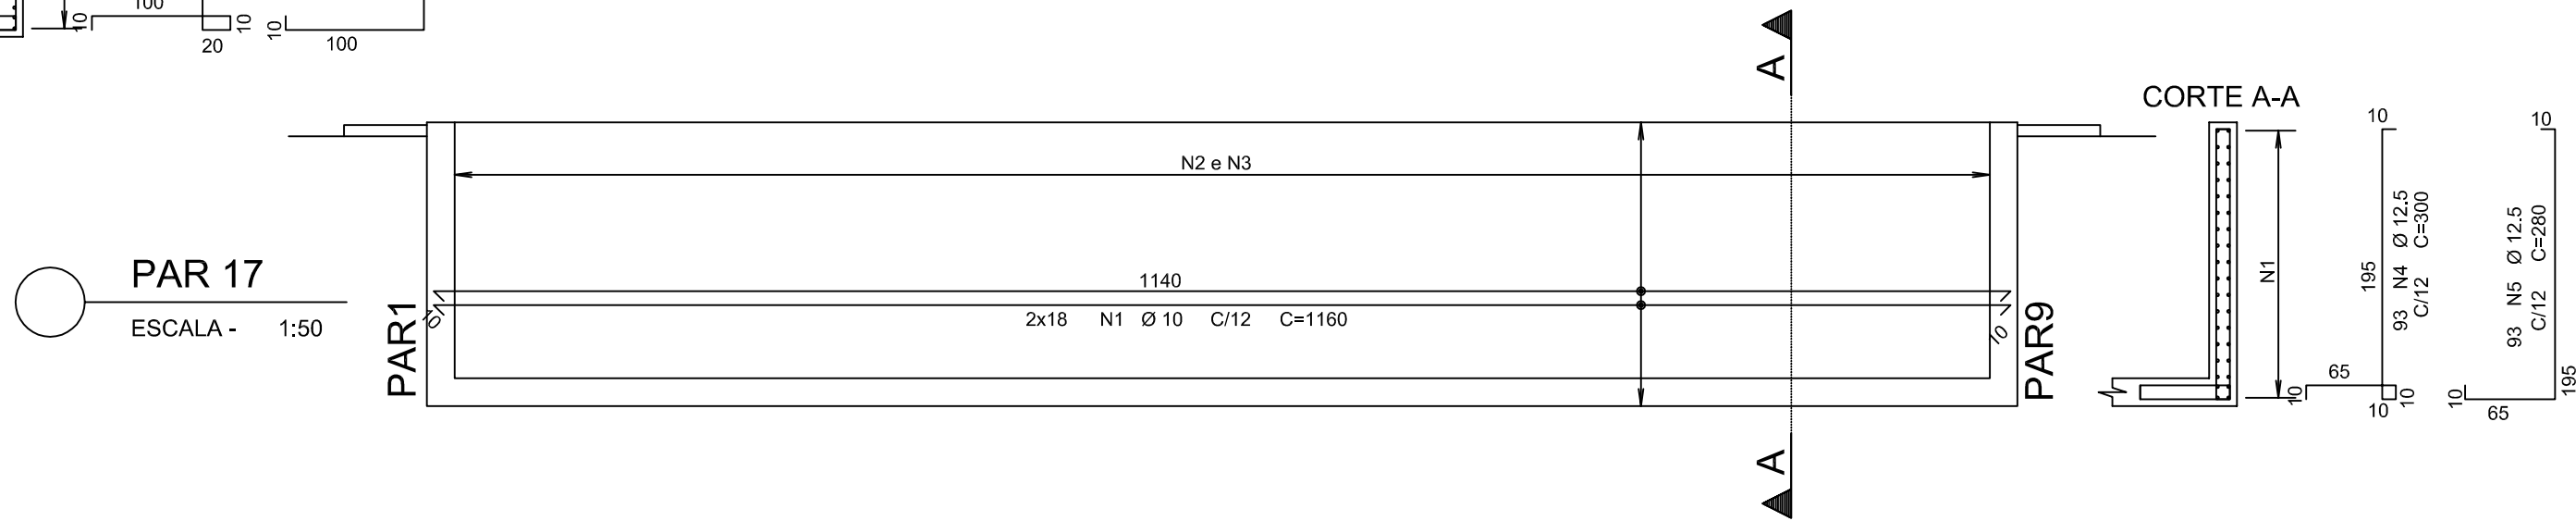 100
10
20
10
10
100
A
CORTE A-A
10
10
N2 e N3
PAR 17
ESCALA - 1:50
PAR1
10
1140
2x18 N1 Ø 10 C/12 C=1160
10
PAR9
N1
195
93 N4 Ø 12.5
C/12 C=300
93 N5 Ø 12.5
C/12 C=280
195
65
10
10
10
10
65
A